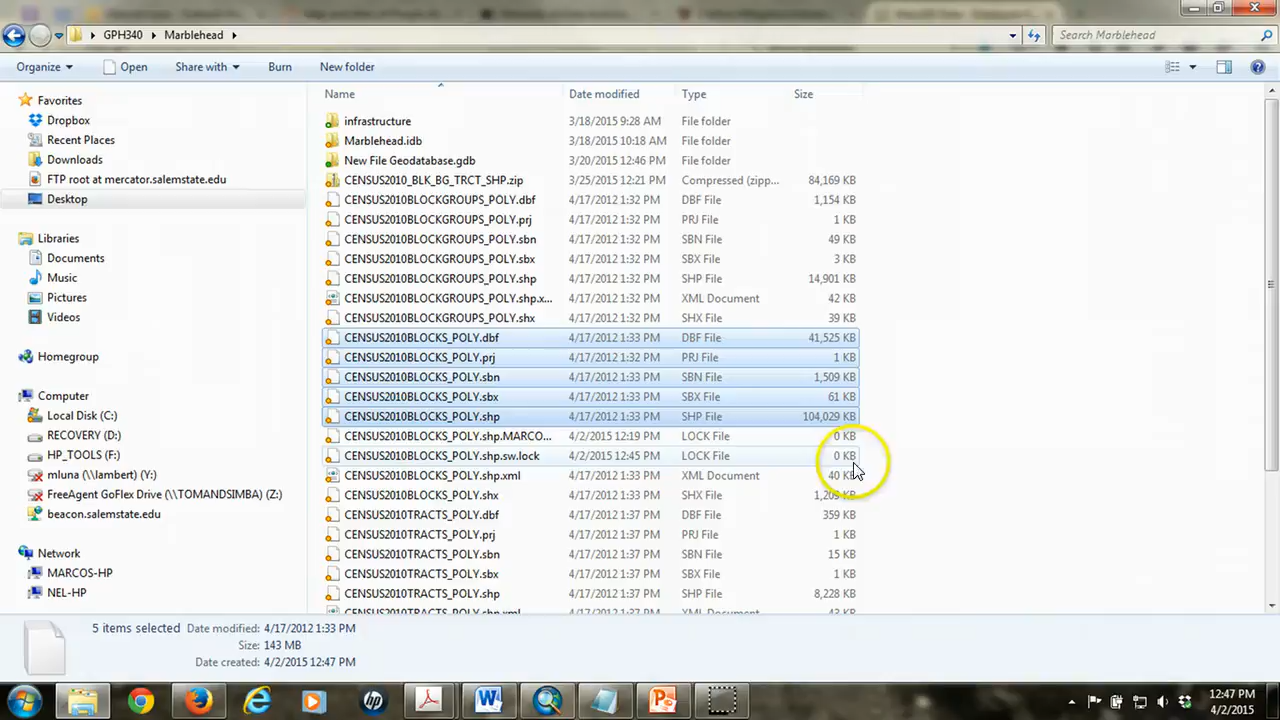 GPH340 Marblehead Search Marblehead
Organize Open Share with Burn New folder
Name Date modified Type Size
Favorites
Dropbox
Recent Places
Downloads
FTP root at mercator.salemstate.edu
Desktop
Libraries
Documents
Music
Pictures
Videos
Homegroup
Computer
Local Disk (C:)
RECOVERY (D:)
HP_TOOLS (F:)
mluna (\\lambert) (Y:)
FreeAgent GoFlex Drive (\\TOMANDSIMBA) (Z:)
beacon.salemstate.edu
Network
MARCOS-HP
NEL-HP
infrastructure 3/18/2015 9:28 AM File folder
Marblehead.idb 3/18/2015 10:18 AM File folder
New File Geodatabase.gdb 3/20/2015 12:46 PM File folder
CENSUS2010_BLK_BG_TRCT_SHP.zip 3/25/2015 12:21 PM Compressed (zipp... 84,169 KB
CENSUS2010BLOCKGROUPS_POLY.dbf 4/17/2012 1:32 PM DBF File 1,154 KB
CENSUS2010BLOCKGROUPS_POLY.prj 4/17/2012 1:32 PM PRJ File 1 KB
CENSUS2010BLOCKGROUPS_POLY.sbn 4/17/2012 1:32 PM SBN File 49 KB
CENSUS2010BLOCKGROUPS_POLY.sbx 4/17/2012 1:32 PM SBX File 3 KB
CENSUS2010BLOCKGROUPS_POLY.shp 4/17/2012 1:32 PM SHP File 14,901 KB
CENSUS2010BLOCKGROUPS_POLY.shp.x... 4/17/2012 1:32 PM XML Document 42 KB
CENSUS2010BLOCKGROUPS_POLY.shx 4/17/2012 1:32 PM SHX File 39 KB
CENSUS2010BLOCKS_POLY.dbf 4/17/2012 1:33 PM DBF File 41,525 KB
CENSUS2010BLOCKS_POLY.prj 4/17/2012 1:32 PM PRJ File 1 KB
CENSUS2010BLOCKS_POLY.sbn 4/17/2012 1:33 PM SBN File 1,509 KB
CENSUS2010BLOCKS_POLY.sbx 4/17/2012 1:33 PM SBX File 61 KB
CENSUS2010BLOCKS_POLY.shp 4/17/2012 1:33 PM SHP File 104,029 KB
CENSUS2010BLOCKS_POLY.shp.MARCO... 4/2/2015 12:19 PM LOCK File 0 KB
CENSUS2010BLOCKS_POLY.shp.sw.lock 4/2/2015 12:45 PM LOCK File 0 KB
CENSUS2010BLOCKS_POLY.shp.xml 4/17/2012 1:33 PM XML Document 40 KB
CENSUS2010BLOCKS_POLY.shx 4/17/2012 1:33 PM SHX File KB
CENSUS2010TRACTS_POLY.dbf 4/17/2012 1:37 PM DBF File 359 KB
CENSUS2010TRACTS_POLY.prj 4/17/2012 1:37 PM PRJ File 1 KB
CENSUS2010TRACTS_POLY.sbn 4/17/2012 1:37 PM SBN File 15 KB
CENSUS2010TRACTS_POLY.sbx 4/17/2012 1:37 PM SBX File 1 KB
CENSUS2010TRACTS_POLY.shp 4/17/2012 1:37 PM SHP File 8,228 KB
CENSUS2010TRACTS_POLY.shp.xml 4/17/2012 1:37 PM XML Document 43 KB
5 items selected Date modified: 4/17/2012 1:33 PM
Size: 143 MB
Date created: 4/2/2015 12:47 PM
12:47 PM
4/2/2015